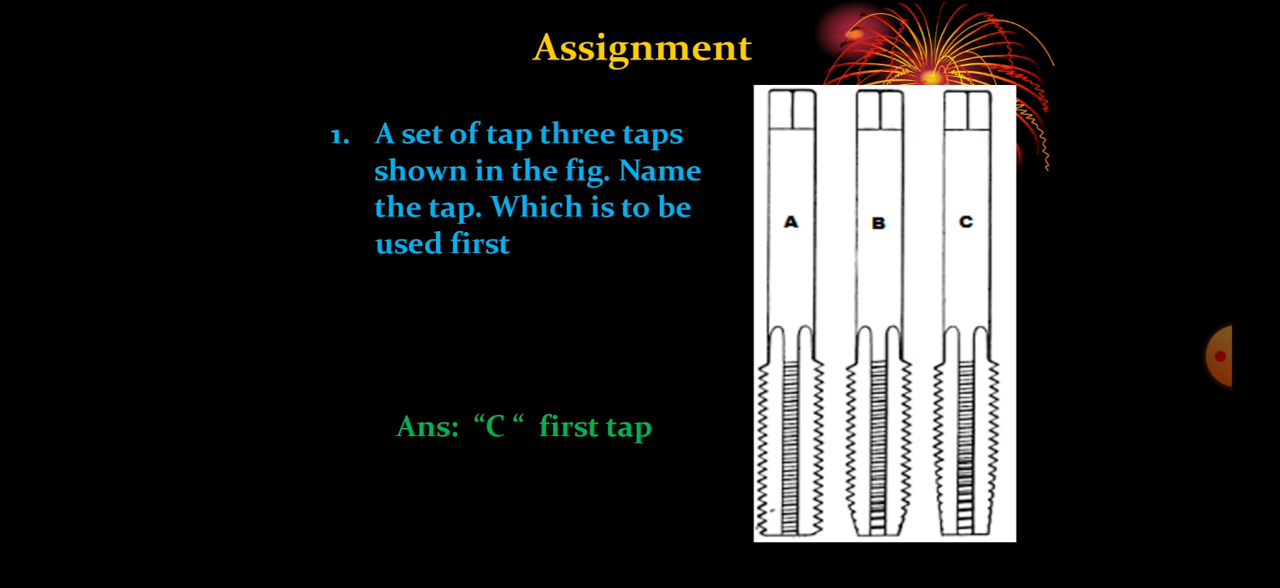 Assignment
1. A set of tap three taps
shown in the fig. Name
the tap. Which is to be
used first
A B C
Ans: “C “ first tap